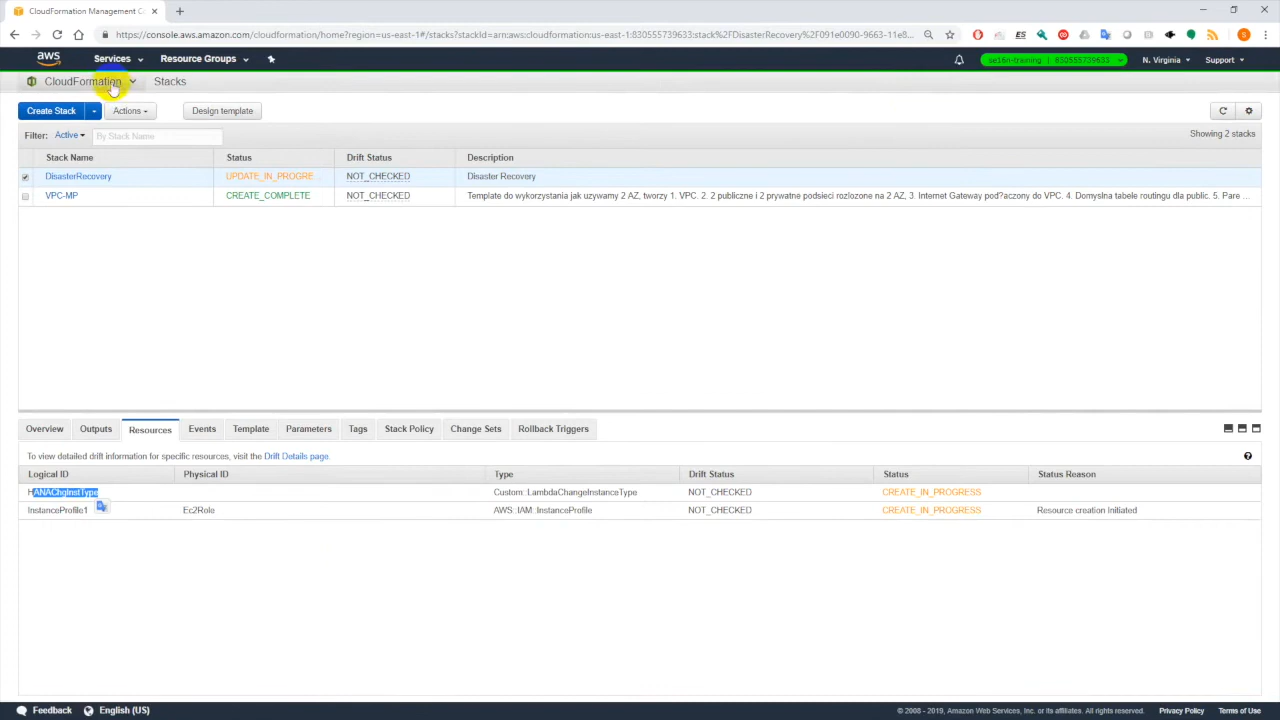 CloudFormation Management Co
https://console.aws.amazon.com/cloudformation/home?region=us-east-1#/stacks?stackId=arn:aws:cloudformation:us-east-1:830555739633:stack%2FDisasterRecovery%2F091e0090-9663-11e8-
aws Services Resource Groups se16n-training | 830555739633 N. Virginia Support
CloudFormation Stacks
Create Stack Actions Design template
Filter: Active By Stack Name Showing 2 stacks
Stack Name Status Drift Status Description
DisasterRecovery UPDATE_IN_PROGRE NOT_CHECKED Disaster Recovery
VPC-MP CREATE_COMPLETE NOT_CHECKED Template do wykorzystania jak uzywamy 2 AZ, tworzy 1. VPC. 2. 2 publiczne i 2 prywatne podsieci rozlozone na 2 AZ, 3. Internet Gateway pod?aczony do VPC. 4. Domyslna tabele routingu dla public. 5. Pare ...
Overview Outputs Resources Events Template Parameters Tags Stack Policy Change Sets Rollback Triggers
To view detailed drift information for specific resources, visit the Drift Details page.
Logical ID Physical ID Type Drift Status Status Status Reason
HANAChgInstType Custom::LambdaChangeInstanceType NOT_CHECKED CREATE_IN_PROGRESS
InstanceProfile1 Ec2Role AWS::IAM::InstanceProfile NOT_CHECKED CREATE_IN_PROGRESS Resource creation Initiated
Feedback English (US) © 2008 - 2019, Amazon Web Services, Inc. or its affiliates. All rights reserved. Privacy Policy Terms of Use